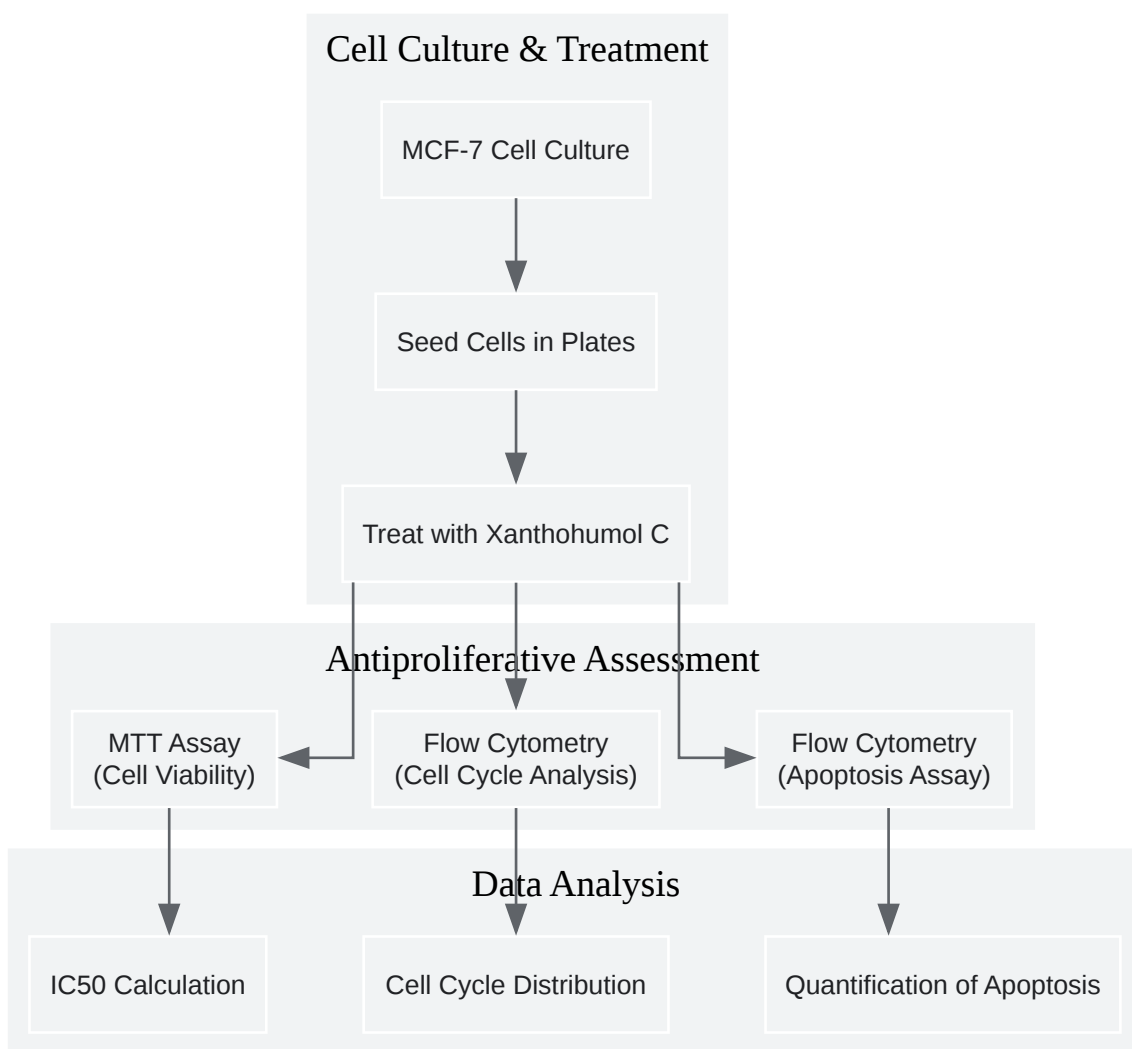 Cell Culture & Treatment
MCF-7 Cell Culture
Seed Cells in Plates
Treat with Xanthohumol C
Antiproliferative Assessment
MTT Assay
(Cell Viability)
Flow Cytometry
(Cell Cycle Analysis)
Flow Cytometry
(Apoptosis Assay)
Data Analysis
IC50 Calculation
Cell Cycle Distribution
Quantification of Apoptosis